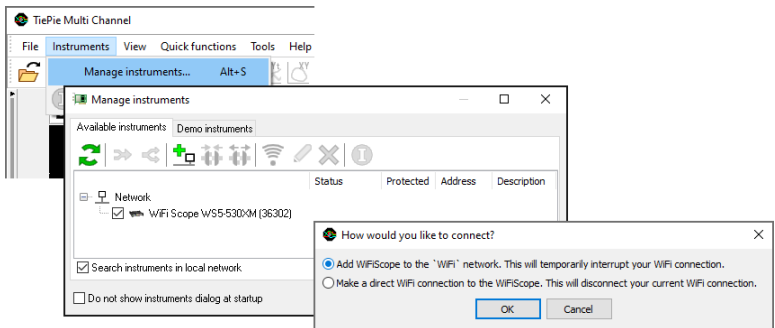 TiePie Multi Channel
File Instruments View Quick functions Tools Help
Manage instruments... Alt+S
Manage instruments
Available instruments Demo instruments
Status Protected Address Description
Network
WiFi Scope WS5-530XM (36302)
Search instruments in local network
Do not show instruments dialog at startup
How would you like to connect?
Add WiFiScope to the `WiFi` network. This will temporarily interrupt your WiFi connection.
Make a direct WiFi connection to the WiFiScope. This will disconnect your current WiFi connection.
OK Cancel